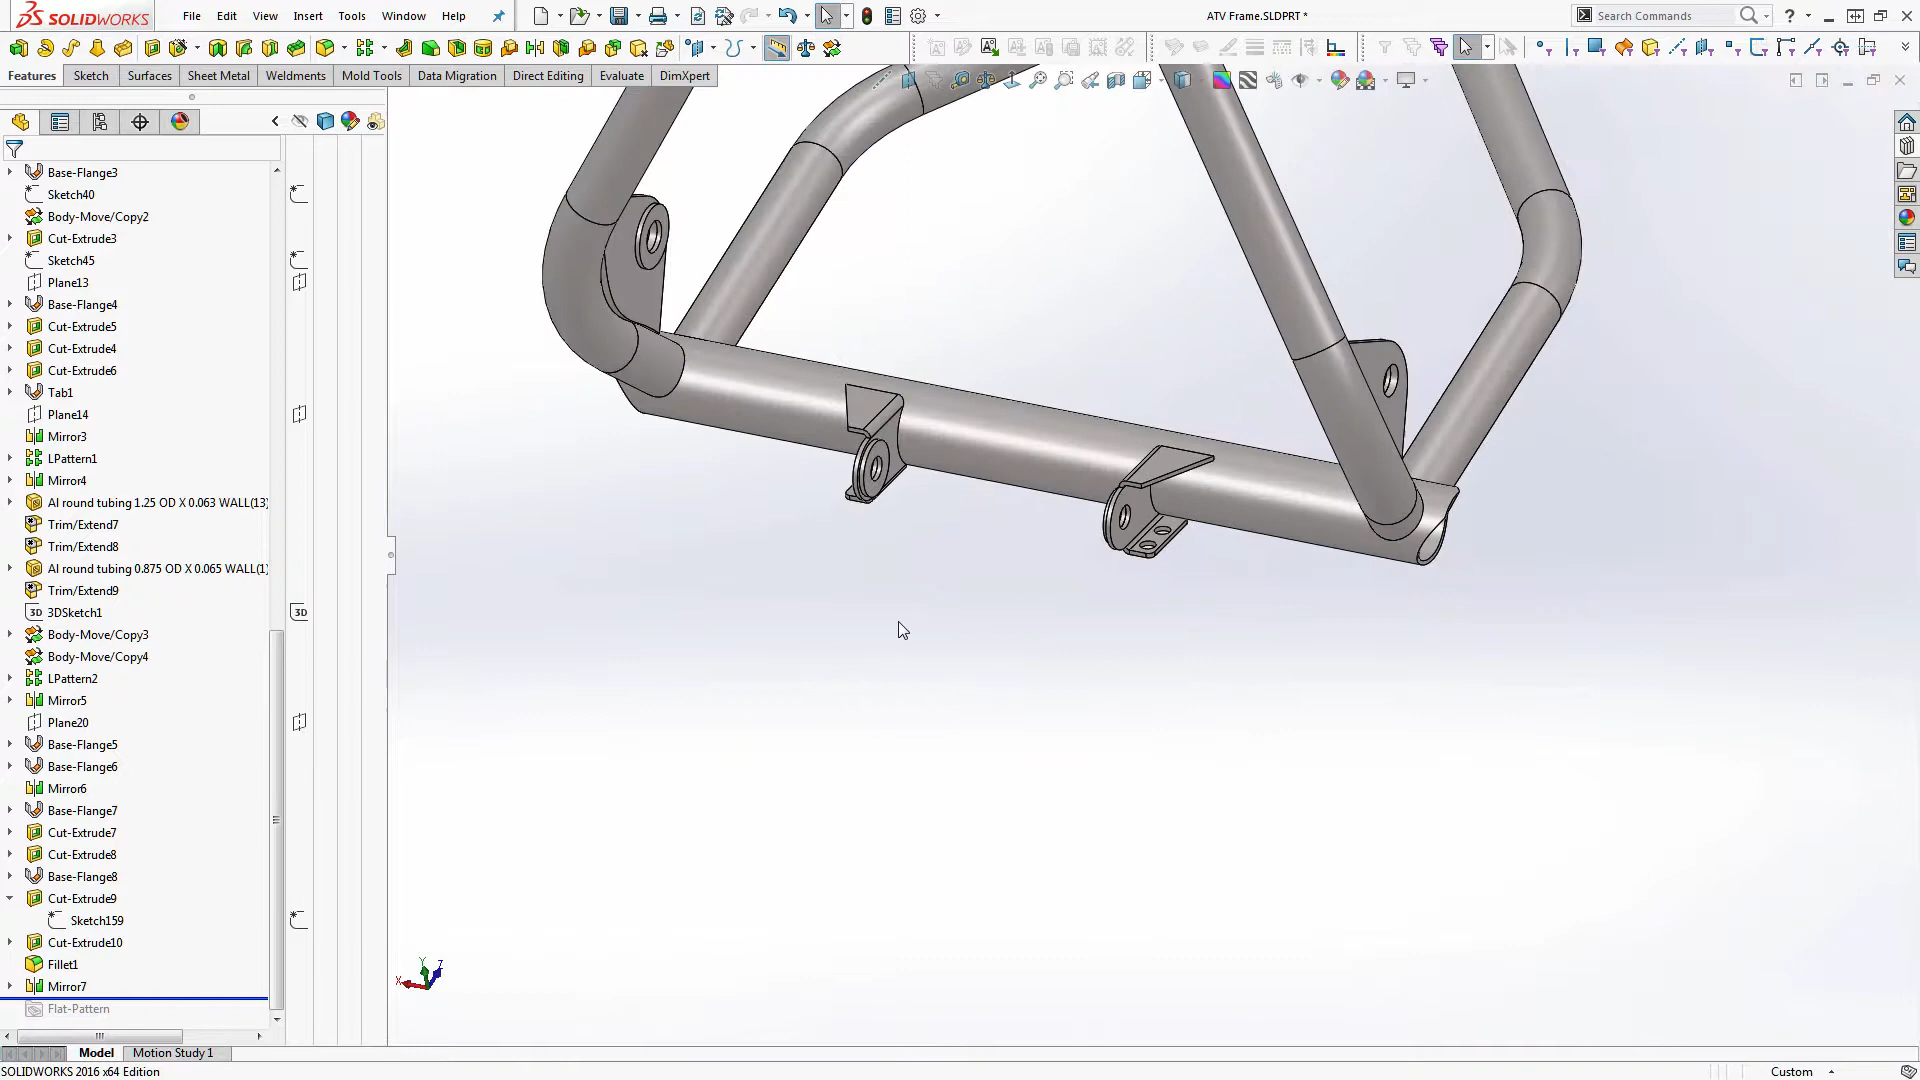 SOLIDWORKS File Edit View Insert Tools Window Help ATV Frame.SLDPRT * Search Commands ?
Features Sketch Surfaces Sheet Metal Weldments Mold Tools Data Migration Direct Editing Evaluate DimXpert
Base-Flange3
Sketch40
Body-Move/Copy2
Cut-Extrude3
Sketch45
Plane13
Base-Flange4
Cut-Extrude5
Cut-Extrude4
Cut-Extrude6
Tab1
Plane14
Mirror3
LPattern1
Mirror4
Al round tubing 1.25 OD X 0.063 WALL(13)
Trim/Extend7
Trim/Extend8
Al round tubing 0.875 OD X 0.065 WALL(1)
Trim/Extend9
3D 3DSketch1 3D
Body-Move/Copy3
Body-Move/Copy4
LPattern2
Mirror5
Plane20
Base-Flange5
Base-Flange6
Mirror6
Base-Flange7
Cut-Extrude7
Cut-Extrude8
Base-Flange8
Cut-Extrude9
Sketch159
Cut-Extrude10
Fillet1
Mirror7
Flat-Pattern
X Y Z
Model Motion Study 1
SOLIDWORKS 2016 x64 Edition Custom